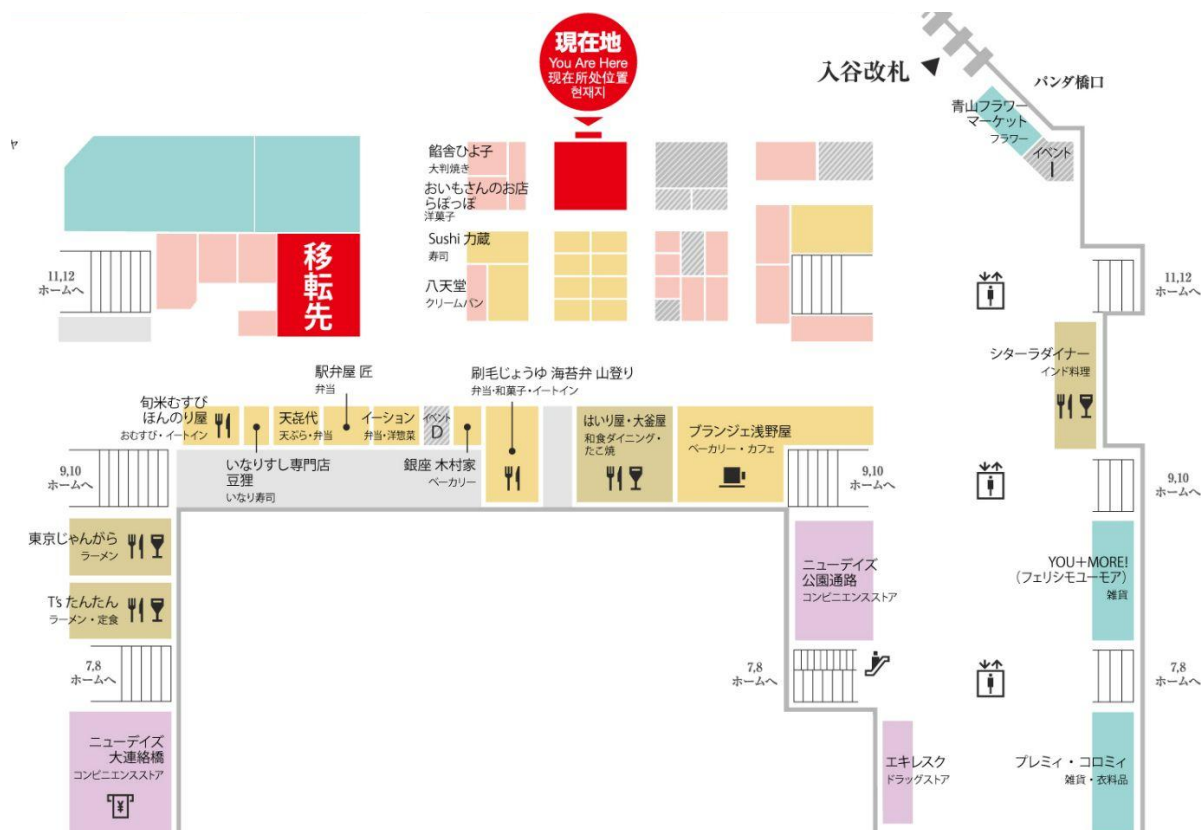 現在地
You Are Here
现在所处位置
현재지
入谷改札
パンダ橋口
青山フラワー
マーケット
フラワー
イベント
I
ヤ
餡舎ひよ子
大判焼き
おいもさんのお店
らぽっぽ
洋菓子
Sushi 力蔵
寿司
八天堂
クリームパン
移転先
11,12
ホームへ
11,12
ホームへ
シターラダイナー
インド料理
駅弁屋 匠
弁当
刷毛じょうゆ 海苔弁 山登り
弁当・和菓子・イートイン
旬米むすび
ほんのり屋
おむすび・イートイン
天㐂代
天ぷら・弁当
イーション
弁当・洋惣菜
イベント
D
はいり屋・大釜屋
和食ダイニング・
たこ焼
ブランジェ浅野屋
ベーカリー・カフェ
いなりすし専門店
豆狸
いなり寿司
銀座 木村家
ベーカリー
9,10
ホームへ
9,10
ホームへ
9,10
ホームへ
東京じゃんがら
ラーメン
T's たんたん
ラーメン・定食
ニューデイズ
公園通路
コンビニエンスストア
YOU+MORE!
(フェリシモユーモア)
雑貨
7,8
ホームへ
7,8
ホームへ
7,8
ホームへ
ニューデイズ
大連絡橋
コンビニエンスストア
¥
エキレスク
ドラッグストア
プレミィ・コロミィ
雑貨・衣料品